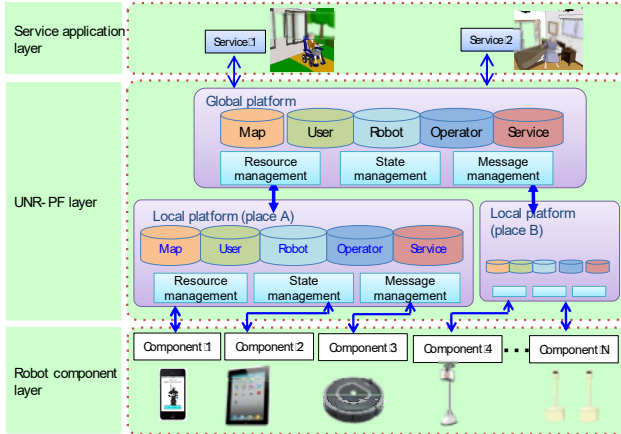 Service application
layer
Service 1
Service 2
UNR-PF layer
Global platform
Map
User
Robot
Operator
Service
Resource
management
State
management
Message
management
Local platform (place A)
Map
User
Robot
Operator
Service
Resource
management
State
management
Message
management
Local platform
(place B)
Robot component
layer
Component 1
Component 2
Component 3
Component 4
...
Component N